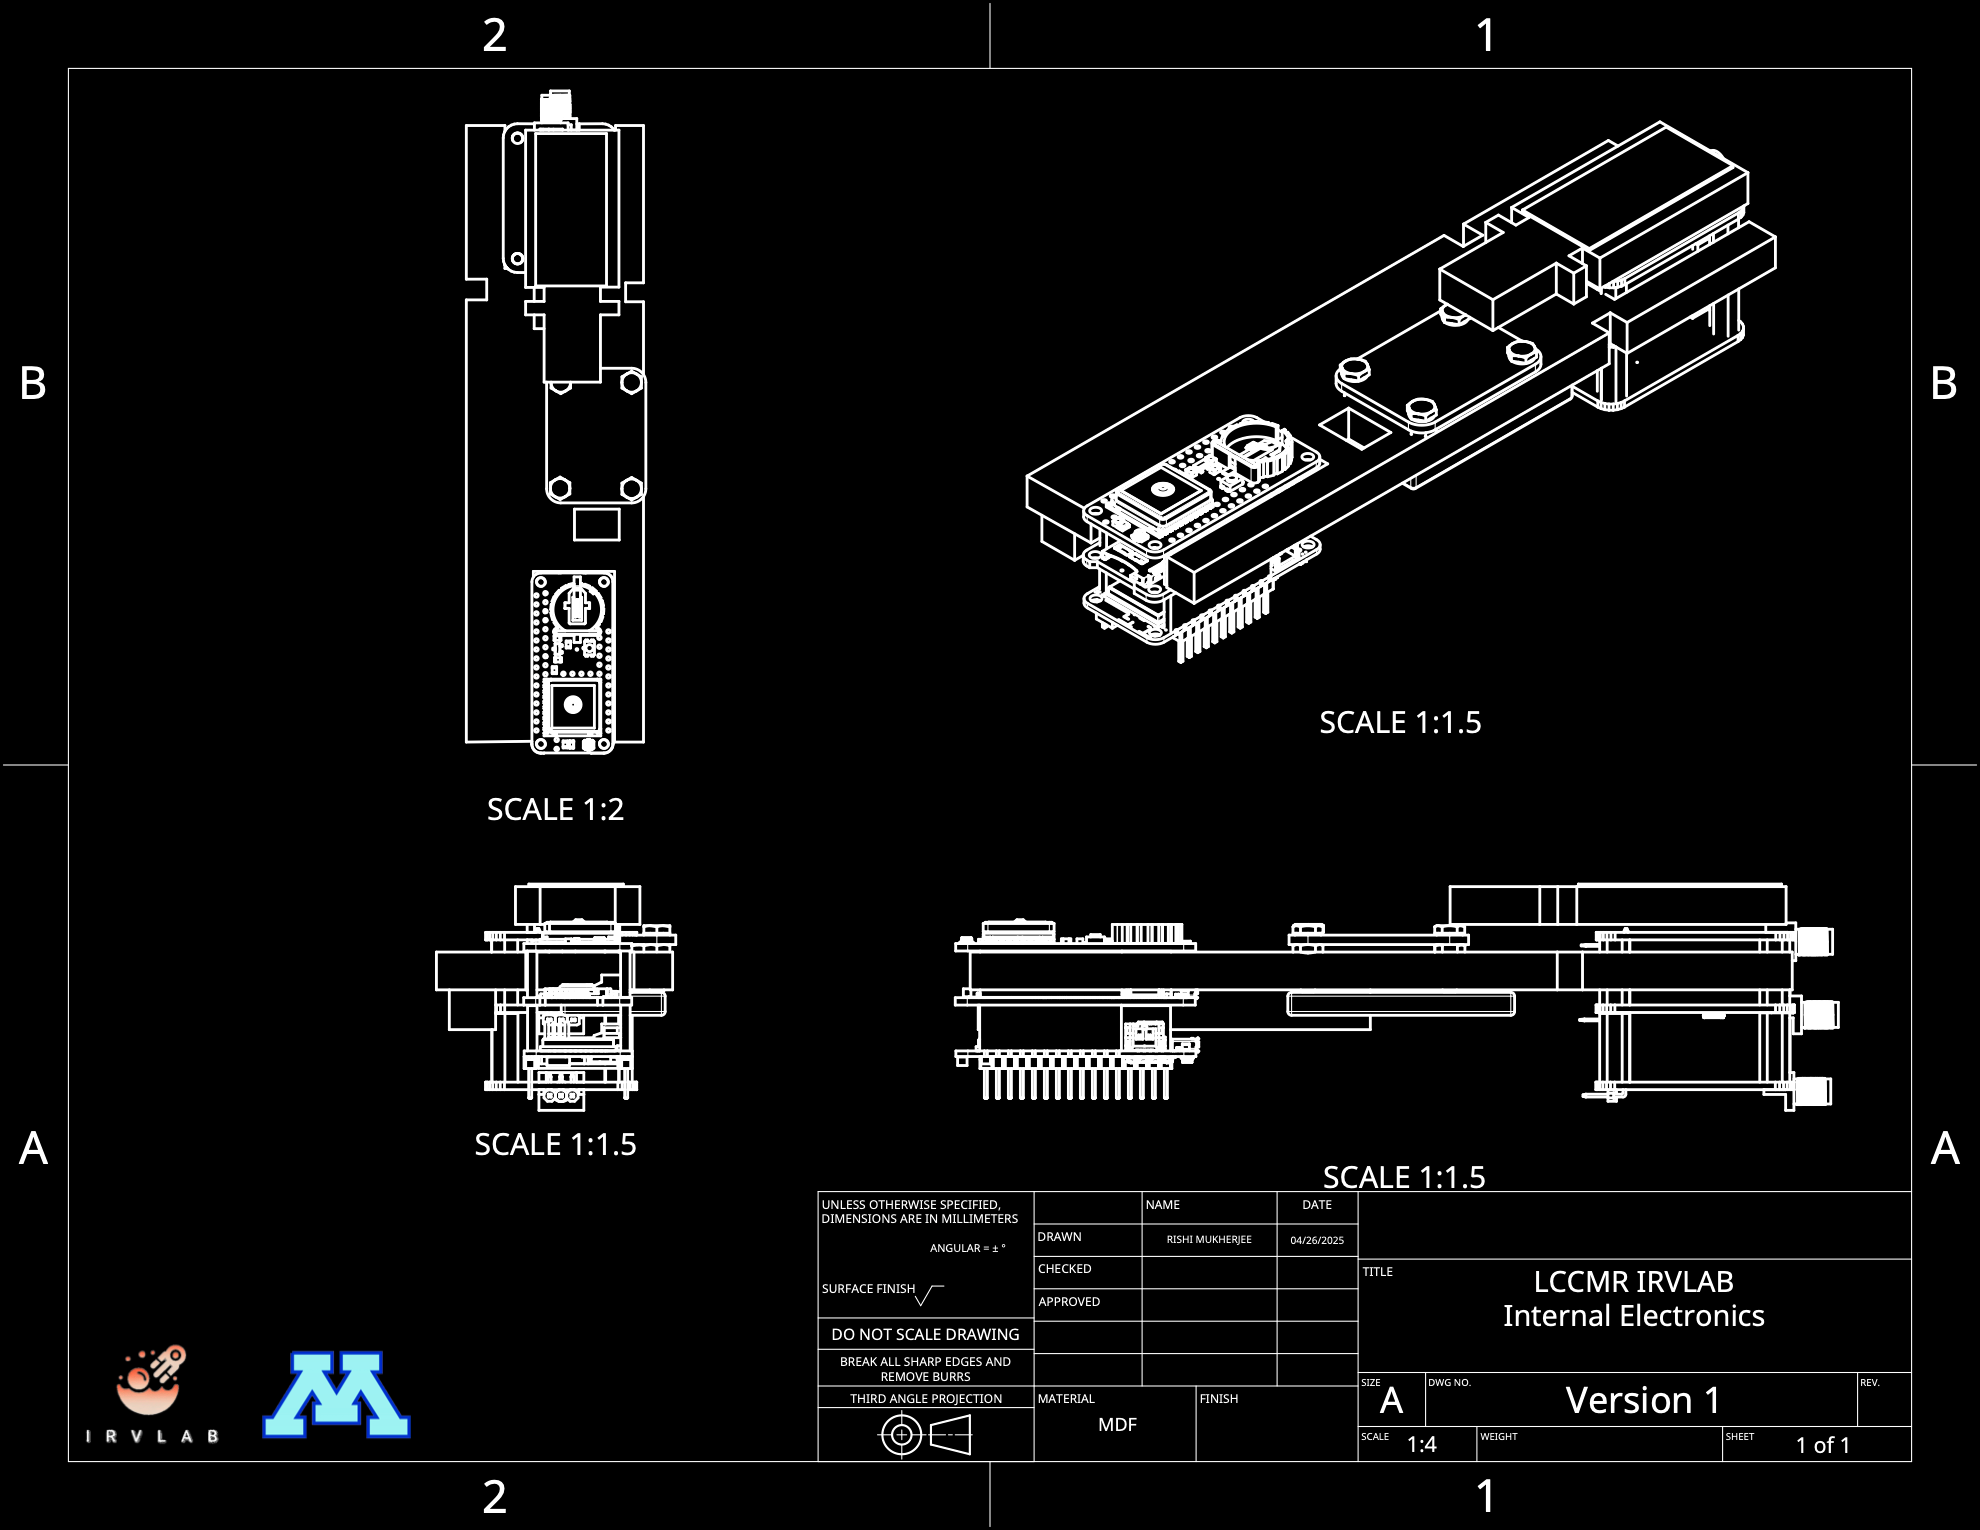 2
1
B
B
SCALE 1:1.5
SCALE 1:2
A
A
SCALE 1:1.5
SCALE 1:1.5
UNLESS OTHERWISE SPECIFIED,
DIMENSIONS ARE IN MILLIMETERS
ANGULAR = ± °
SURFACE FINISH
DO NOT SCALE DRAWING
BREAK ALL SHARP EDGES AND
REMOVE BURRS
THIRD ANGLE PROJECTION
NAME
DATE
DRAWN
RISHI MUKHERJEE
04/26/2025
CHECKED
APPROVED
MATERIAL
MDF
FINISH
TITLE
LCCMR IRVLAB
Internal Electronics
SIZE
A
DWG NO.
Version 1
REV.
SCALE
1:4
WEIGHT
SHEET
1 of 1
IRVLAB
M
2
1